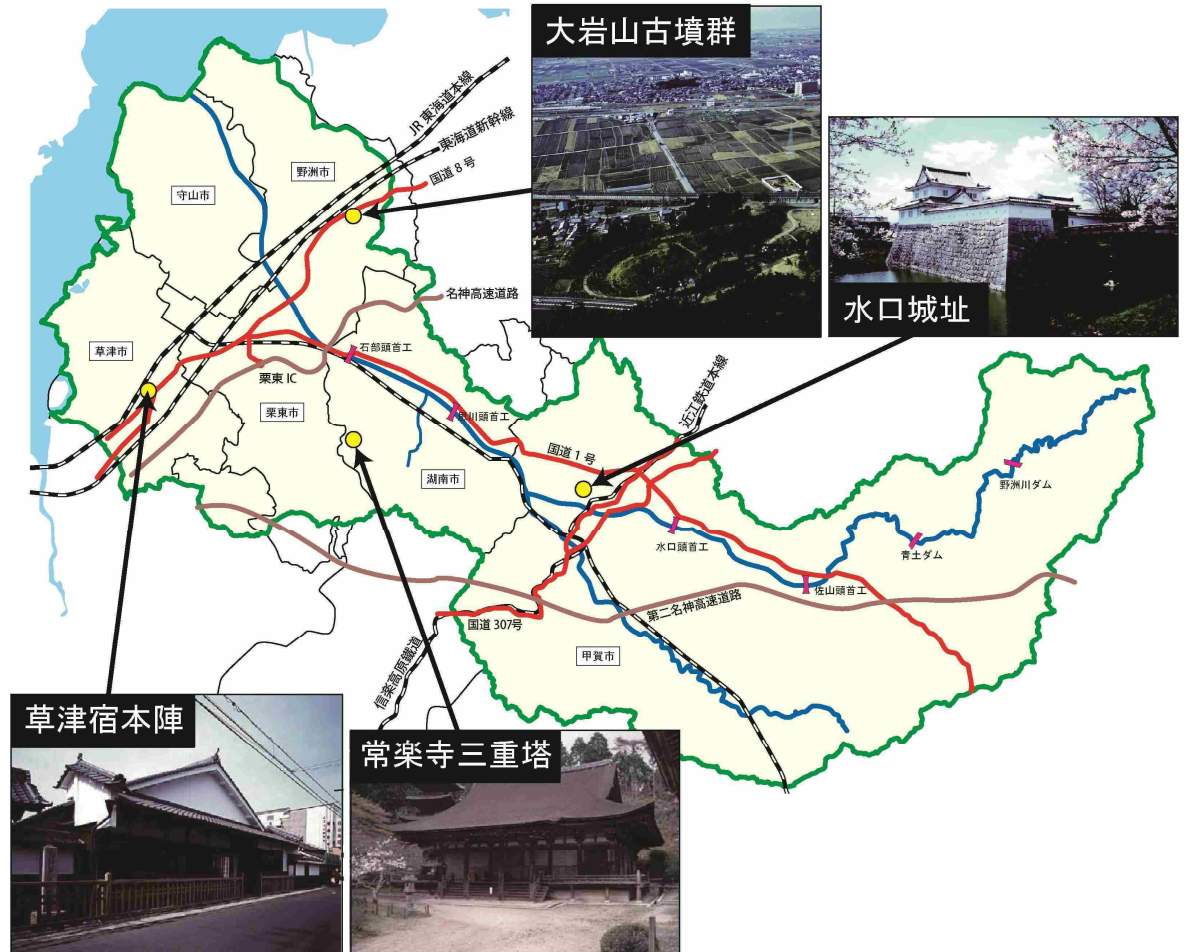 大岩山古墳群
水口城址
JR東海道本線
東海道新幹線
国道8号
野洲市
守山市
名神高速道路
草津市
石部頭首工
栗東IC
栗東市
近江鉄道本線
国道1号
湖南市
野洲川ダム
水口頭首工
青土ダム
佐山頭首工
第二名神高速道路
国道307号
甲賀市
信楽高原鐵道
草津宿本陣
常楽寺三重塔